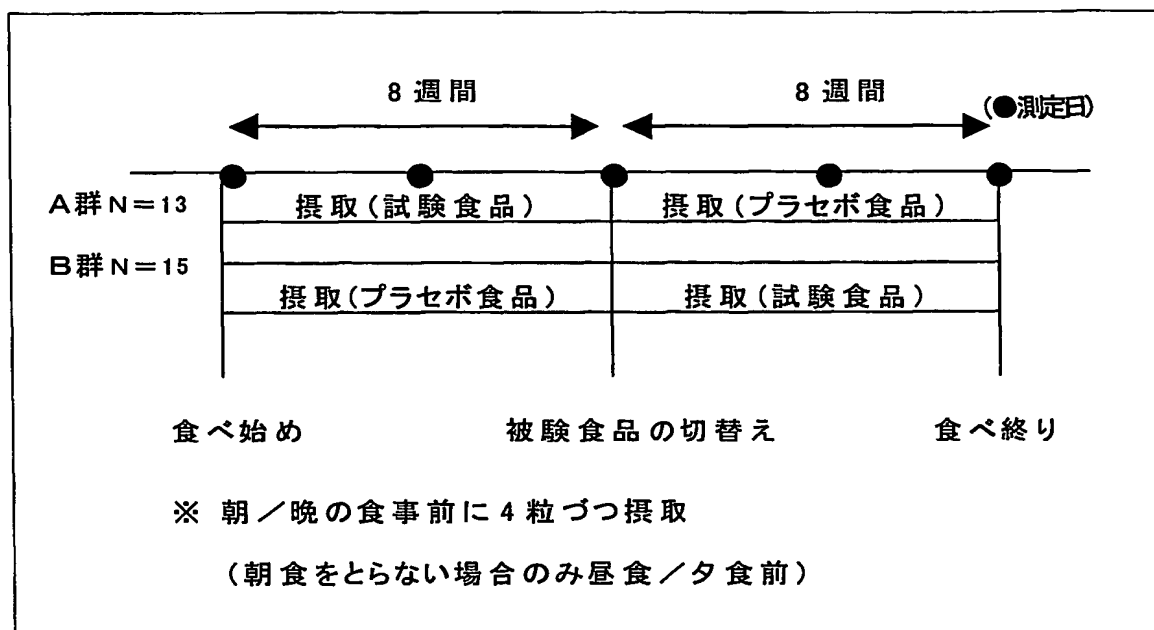 8週間 8週間 (●測定日)
A群N=13 摂取(試験食品) 摂取(プラセボ食品)
B群N=15
摂取(プラセボ食品) 摂取(試験食品)
食べ始め 被験食品の切替え 食べ終り
※ 朝/晩の食事前に4粒づつ摂取
(朝食をとらない場合のみ昼食/夕食前)